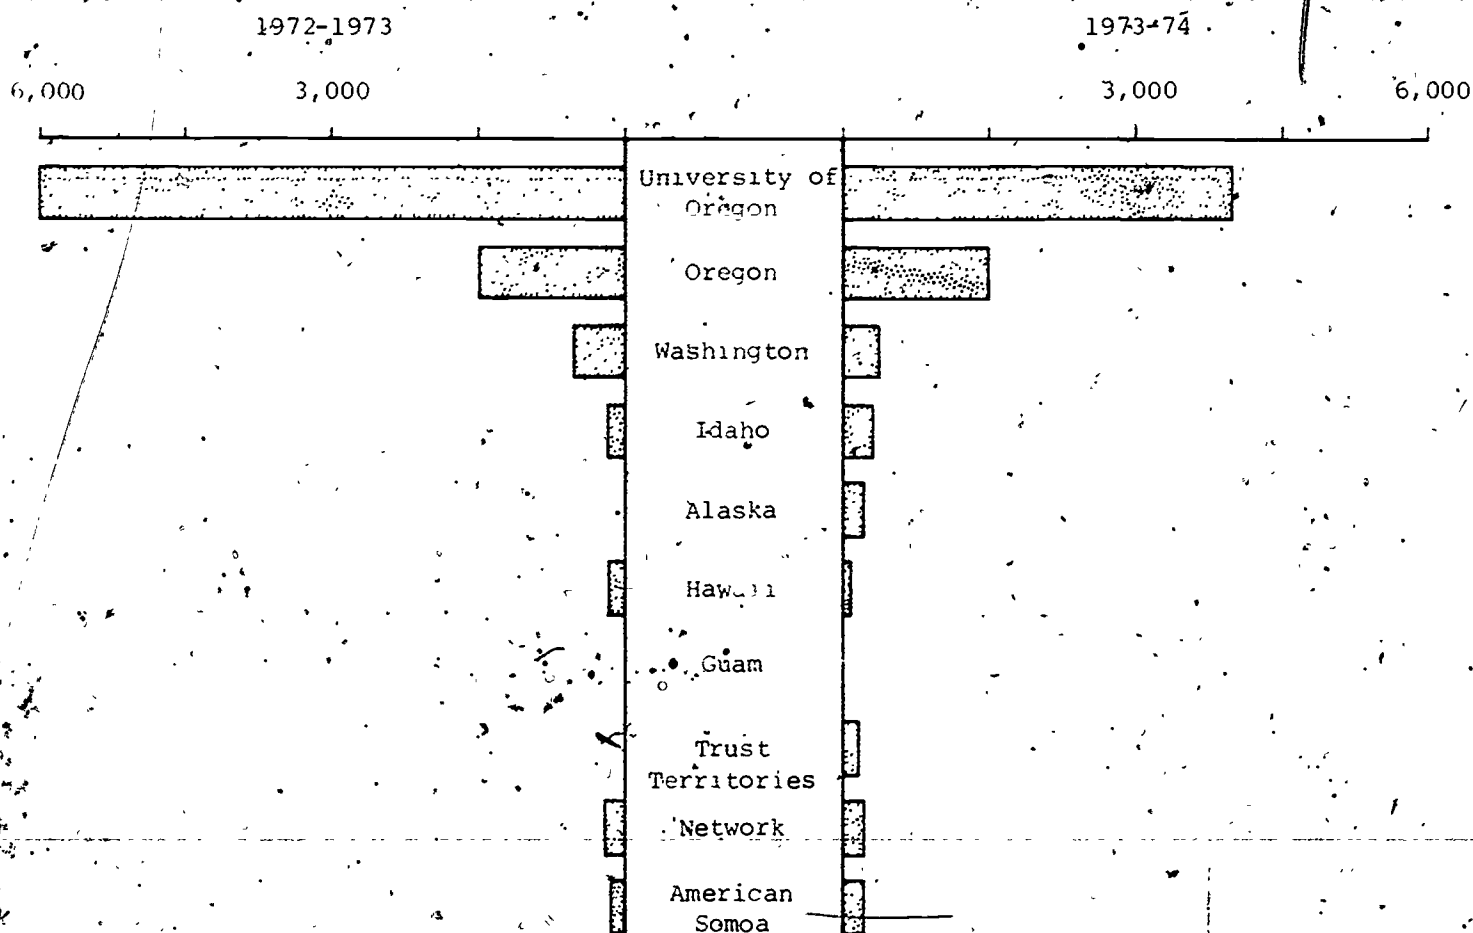 1972-1973 1973-74
6,000 3,000 3,000 6,000
University of
Oregon
Oregon
Washington
Idaho
Alaska
Hawaii
Guam
Trust
Territories
Network
American
Somoa